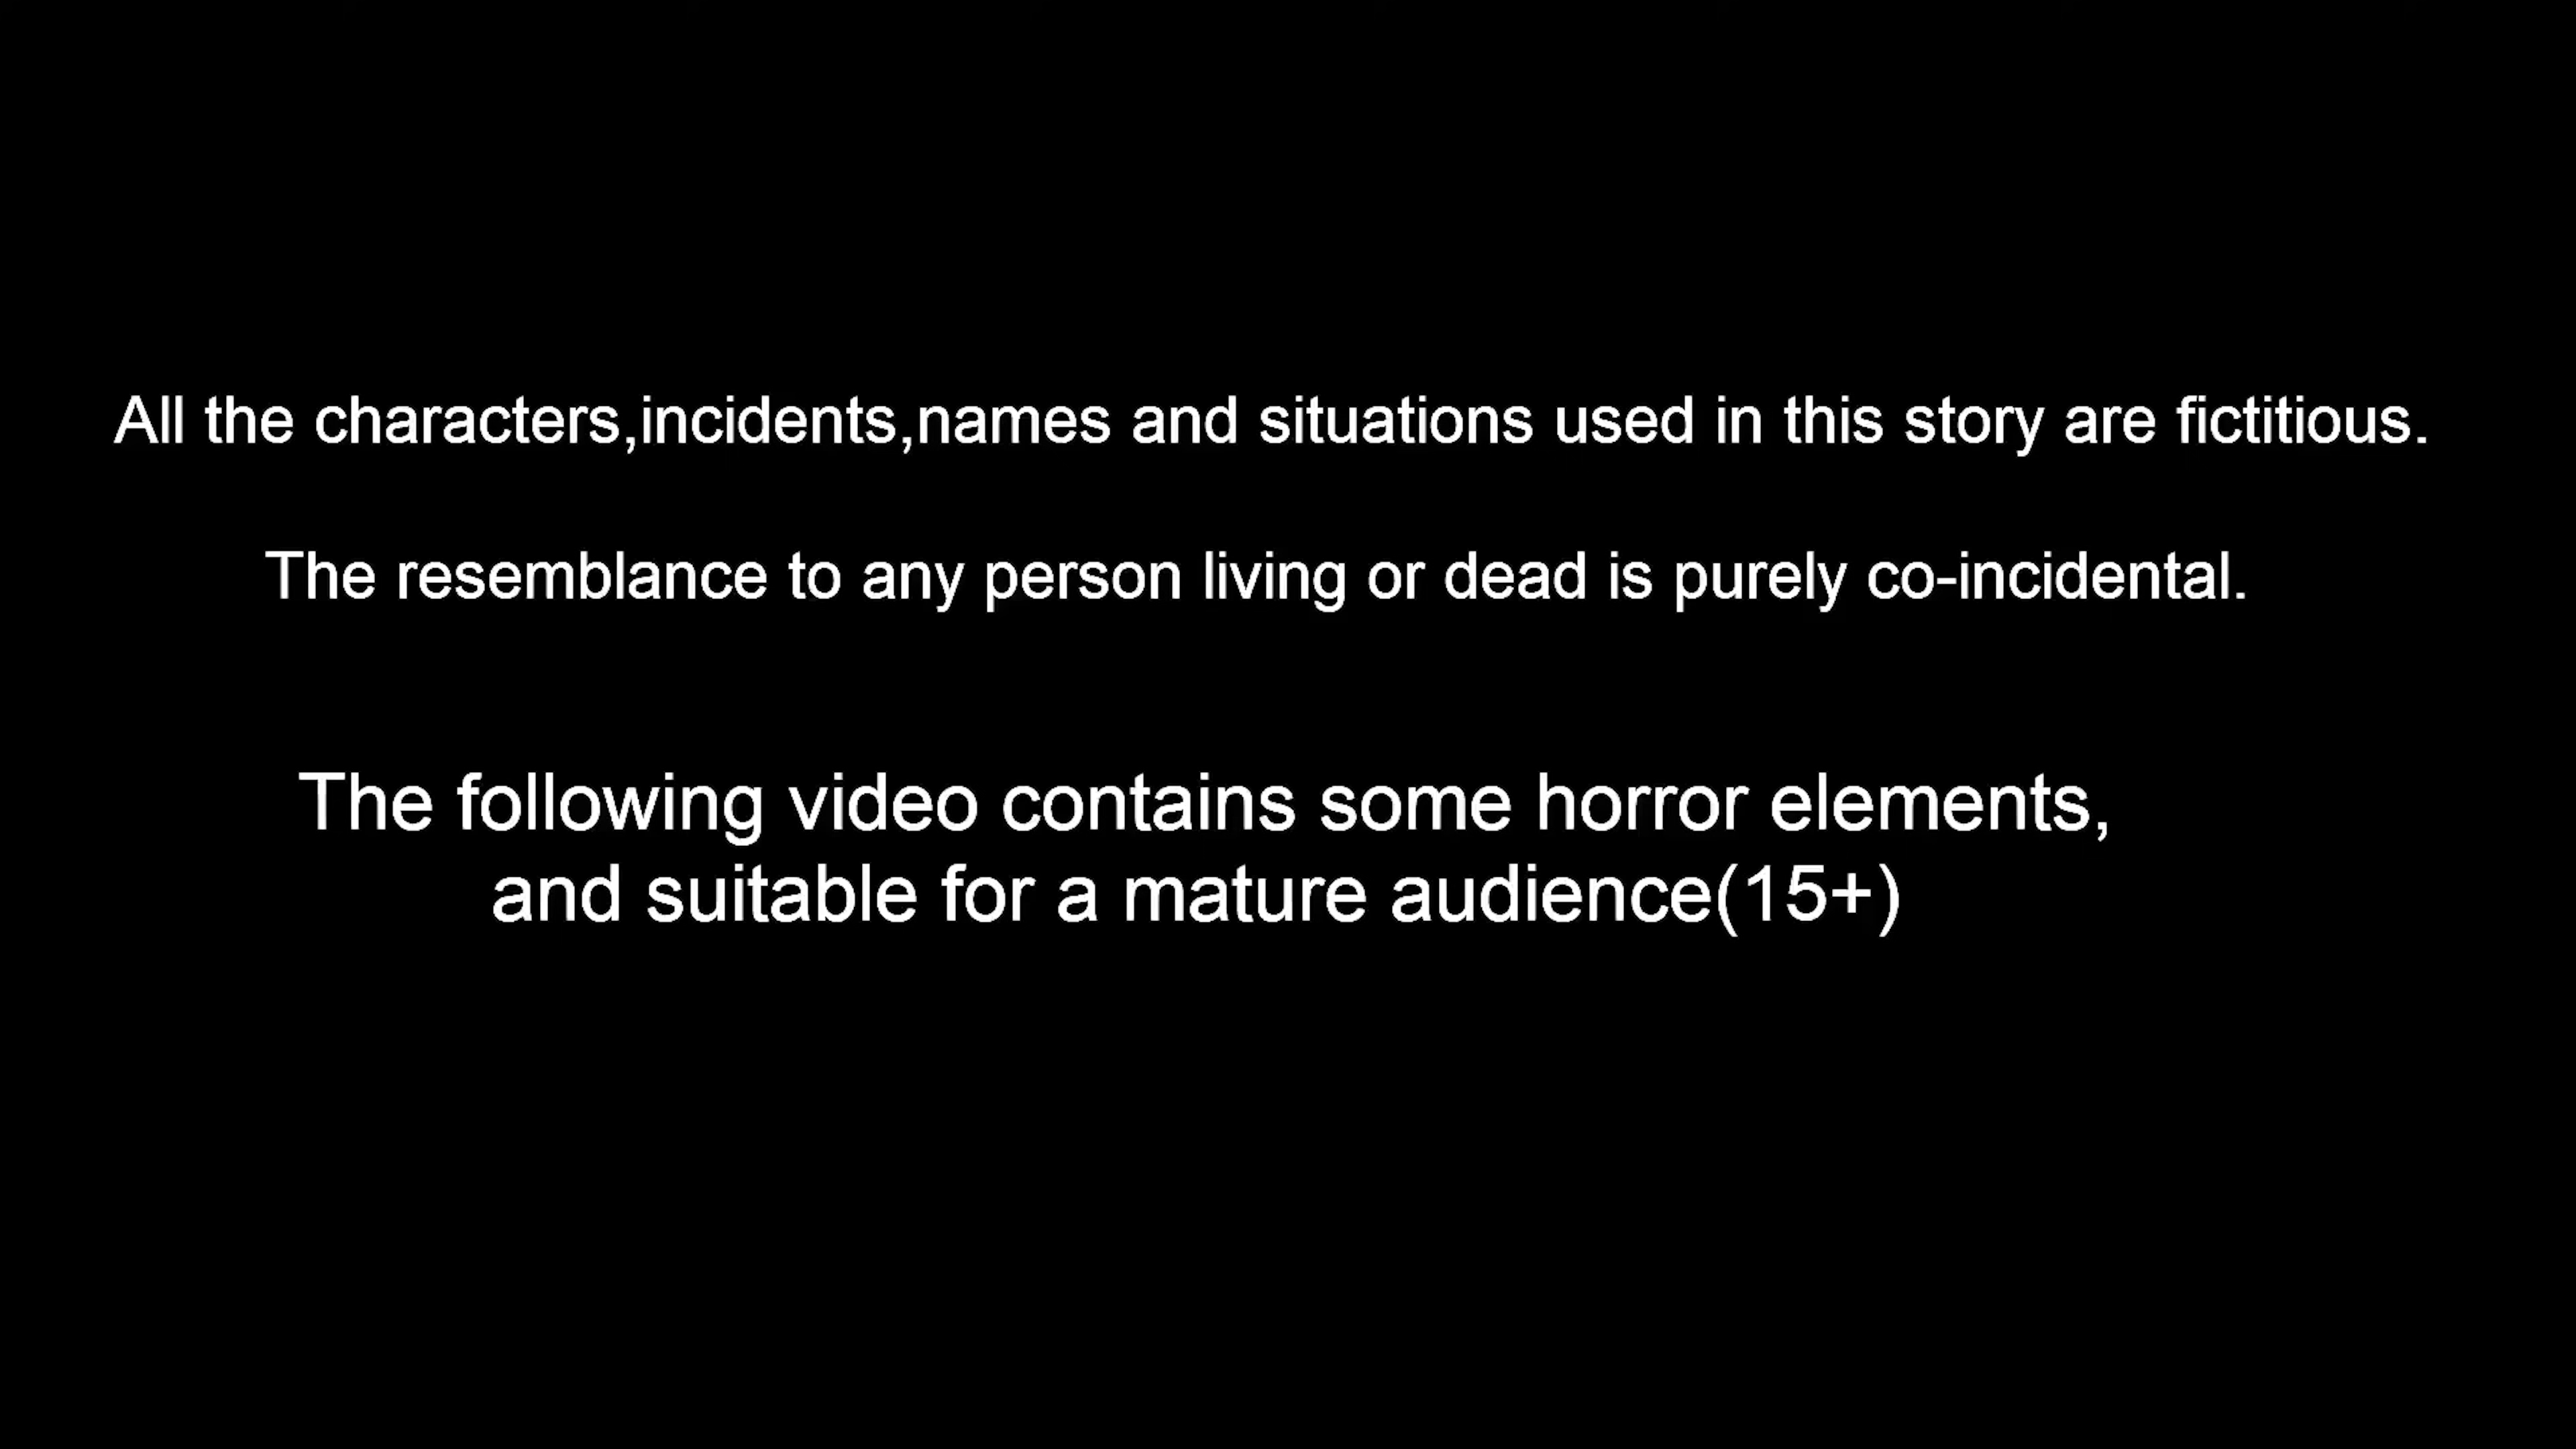 All the characters,incidents,names and situations used in this story are fictitious.
The resemblance to any person living or dead is purely co-incidental.
The following video contains some horror elements,
and suitable for a mature audience(15+)